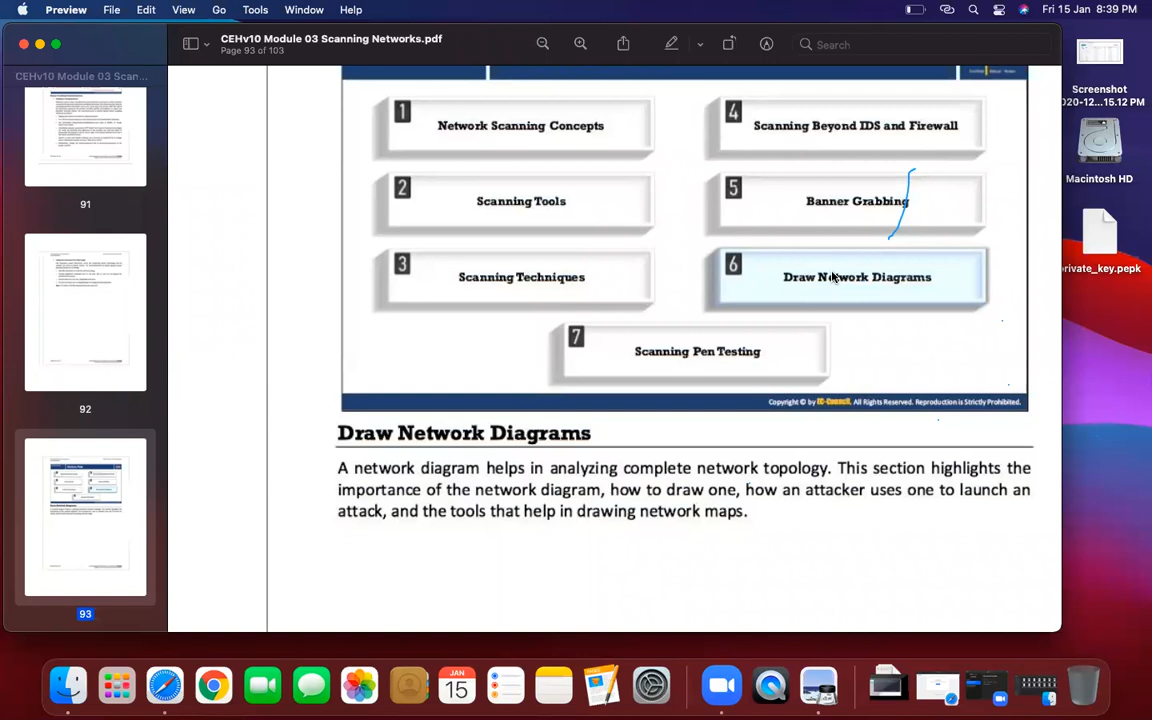 Preview File Edit View Go Tools Window Help Fri 15 Jan 8:39 PM
CEHv10 Module 03 Scanning Networks.pdf
Page 93 of 103
Search
CEHv10 Module 03 Scan...
91
92
93
1 Network Scanning Concepts
4 Scanning Beyond IDS and Firewall
2 Scanning Tools
5 Banner Grabbing
3 Scanning Techniques
6 Draw Network Diagrams
7 Scanning Pen Testing
Copyright © by EC-Council. All Rights Reserved. Reproduction is Strictly Prohibited.
Draw Network Diagrams
A network diagram helps in analyzing complete network topology. This section highlights the
importance of the network diagram, how to draw one, how an attacker uses one to launch an
attack, and the tools that help in drawing network maps.
Screenshot
2020-12...15.12 PM
Macintosh HD
private_key.pepk
JAN
15